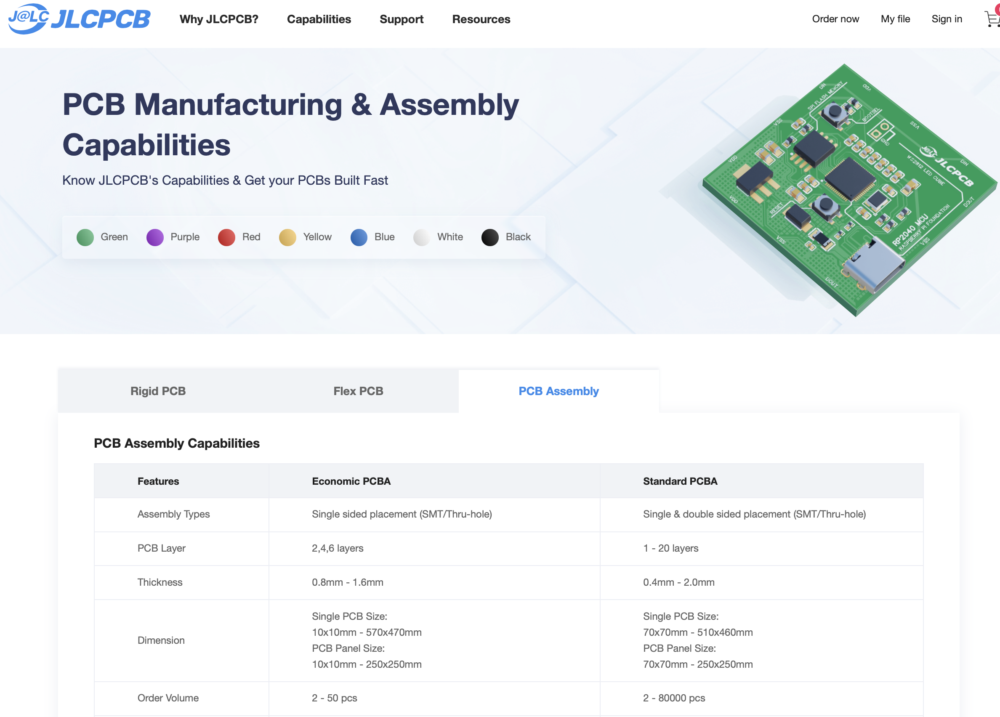 J@LC JLCPCB
Why JLCPCB?
Capabilities
Support
Resources
Order now
My file
Sign in
PCB Manufacturing & Assembly
Capabilities
Know JLCPCB's Capabilities & Get your PCBs Built Fast
Green
Purple
Red
Yellow
Blue
White
Black
DIN
VDD
SPI FLASH MEMORY
BOOTSEL
VSS
VSS
GND
J@LC JLCPCB
WS2812 LED CUBE
DIN
VDD
VDD
RESET
DOUT
RP2040 MCU
RASPBERRY PI FOUNDATION
VSS
VSS
DOUT
Rigid PCB
Flex PCB
PCB Assembly
PCB Assembly Capabilities
Features
Economic PCBA
Standard PCBA
Assembly Types
Single sided placement (SMT/Thru-hole)
Single & double sided placement (SMT/Thru-hole)
PCB Layer
2,4,6 layers
1 - 20 layers
Thickness
0.8mm - 1.6mm
0.4mm - 2.0mm
Dimension
Single PCB Size:
10x10mm - 570x470mm
PCB Panel Size:
10x10mm - 250x250mm
Single PCB Size:
70x70mm - 510x460mm
PCB Panel Size:
70x70mm - 250x250mm
Order Volume
2 - 50 pcs
2 - 80000 pcs